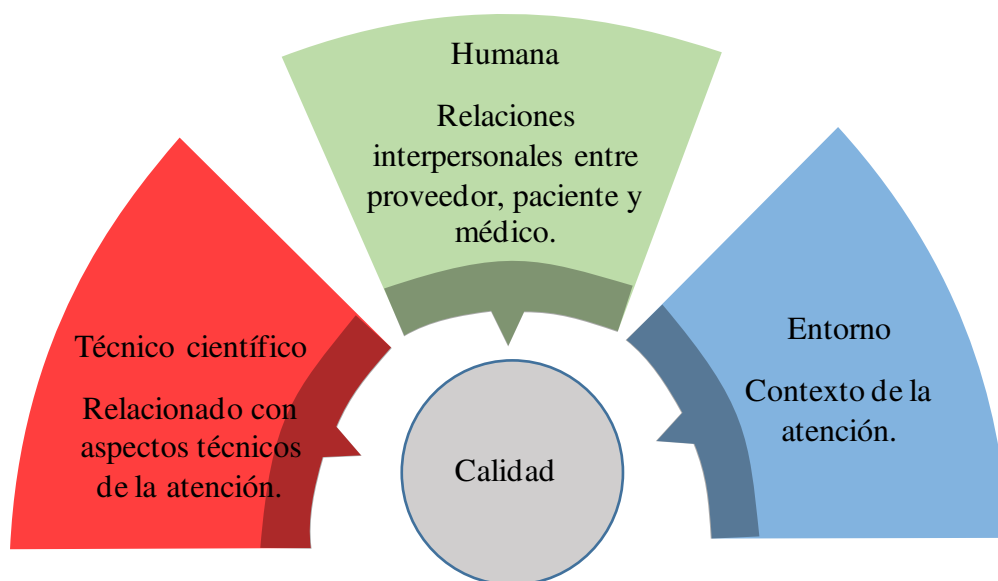 Humana
Relaciones
interpersonales entre
proveedor, paciente y
médico.
Técnico científico
Relacionado con
aspectos técnicos
de la atención.
Entorno
Contexto de la
atención.
Calidad